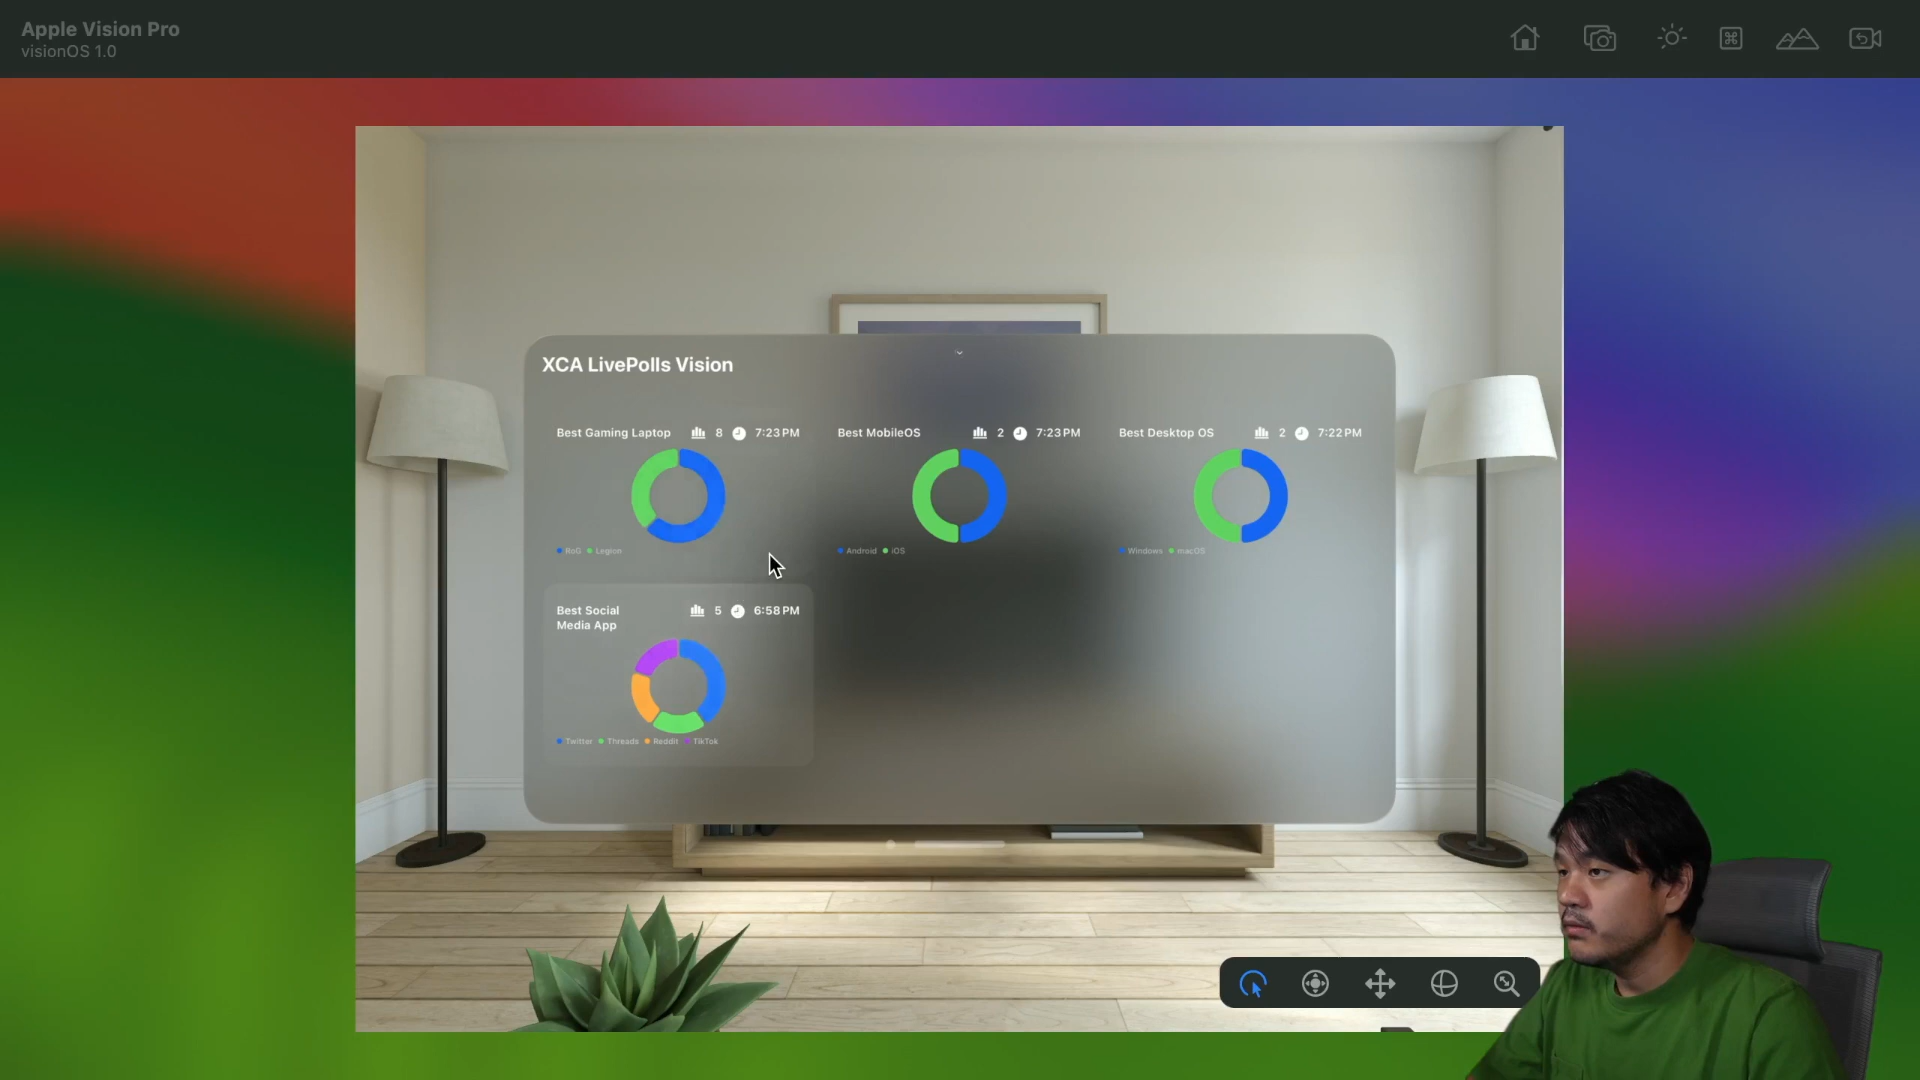 Apple Vision Pro
visionOS 1.0
XCA LivePolls Vision
Best Gaming Laptop 8 7:23 PM
Best MobileOS 2 7:23 PM
Best Desktop OS 2 7:22 PM
RoG Legion
Android iOS
Windows macOS
Best Social
Media App
5 6:58 PM
Twitter Threads Reddit TikTok